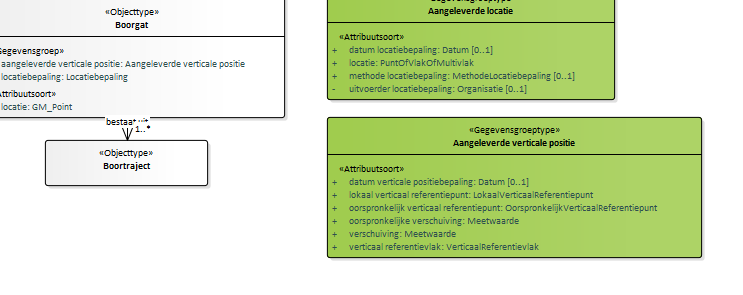 «Objecttype»
Boorgat
Gegevensgroep»
aangeleverde verticale positie: Aangeleverde verticale positie
locatiebepaling: Locatiebepaling
Attribuutsoort»
locatie: GM_Point
1..*
«Objecttype»
Boortraject
Aangeleverde locatie
«Attribuutsoort»
+ datum locatiebepaling: Datum [0..1]
+ locatie: PuntOfVlakOfMultivlak
+ methode locatiebepaling: MethodeLocatiebepaling [0..1]
- uitvoerder locatiebepaling: Organisatie [0..1]
«Gegevensgroeptype»
Aangeleverde verticale positie
«Attribuutsoort»
+ datum verticale positiebepaling: Datum [0..1]
+ lokaal verticaal referentiepunt: LokaalVerticaalReferentiepunt
+ oorspronkelijk verticaal referentiepunt: OorspronkelijkVerticaalReferentiepunt
+ oorspronkelijke verschuiving: Meetwaarde
+ verschuiving: Meetwaarde
+ verticaal referentievlak: VerticaalReferentievlak